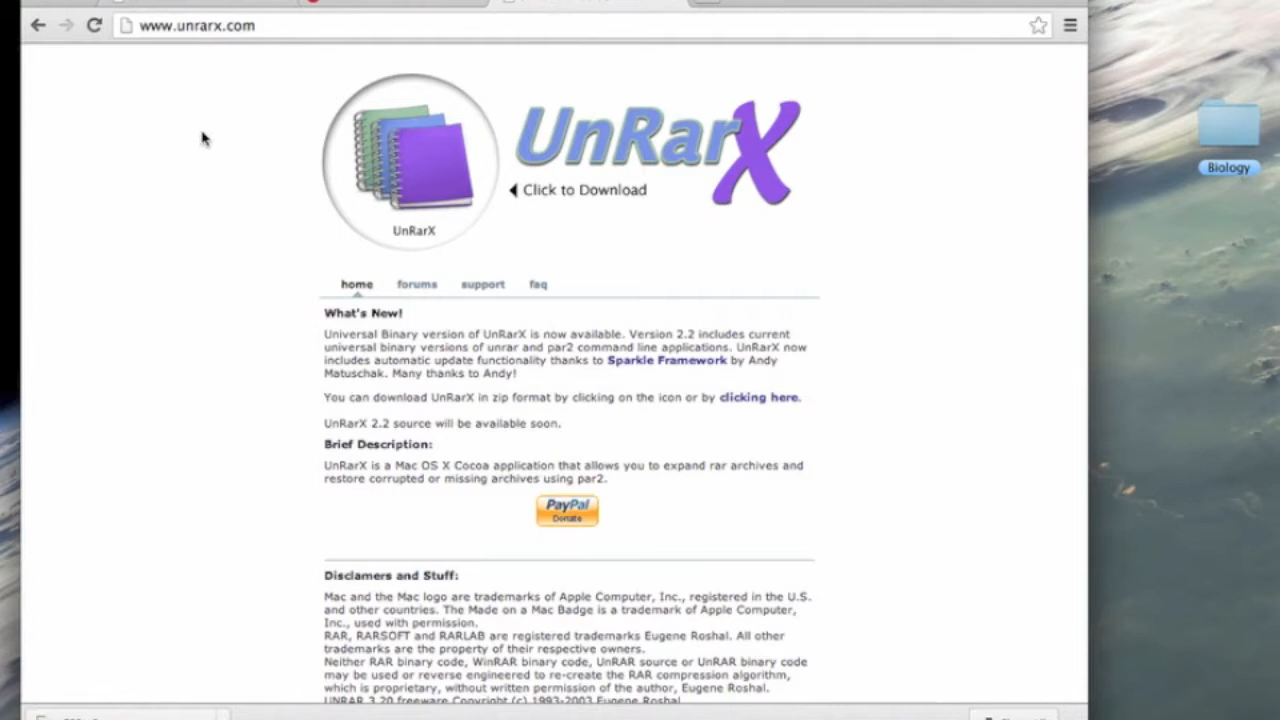 www.unrarx.com
UnRarX
Click to Download
UnRarX
Biology
home forums support faq
What's New!
Universal Binary version of UnRarX is now available. Version 2.2 includes current
universal binary versions of unrar and par2 command line applications. UnRarX now
includes automatic update functionality thanks to Sparkle Framework by Andy
Matuschak. Many thanks to Andy!
You can download UnRarX in zip format by clicking on the icon or by clicking here.
UnRarX 2.2 source will be available soon.
Brief Description:
UnRarX is a Mac OS X Cocoa application that allows you to expand rar archives and
restore corrupted or missing archives using par2.
PayPal
Donate
Disclamers and Stuff:
Mac and the Mac logo are trademarks of Apple Computer, Inc., registered in the U.S.
and other countries. The Made on a Mac Badge is a trademark of Apple Computer,
Inc., used with permission.
RAR, RARSOFT and RARLAB are registered trademarks Eugene Roshal. All other
trademarks are the property of their respective owners.
Neither RAR binary code, WinRAR binary code, UnRAR source or UnRAR binary code
may be used or reverse engineered to re-create the RAR compression algorithm,
which is proprietary, without written permission of the author, Eugene Roshal.
UNRAR 3.20 freeware Copyright (c) 1993-2003 Eugene Roshal